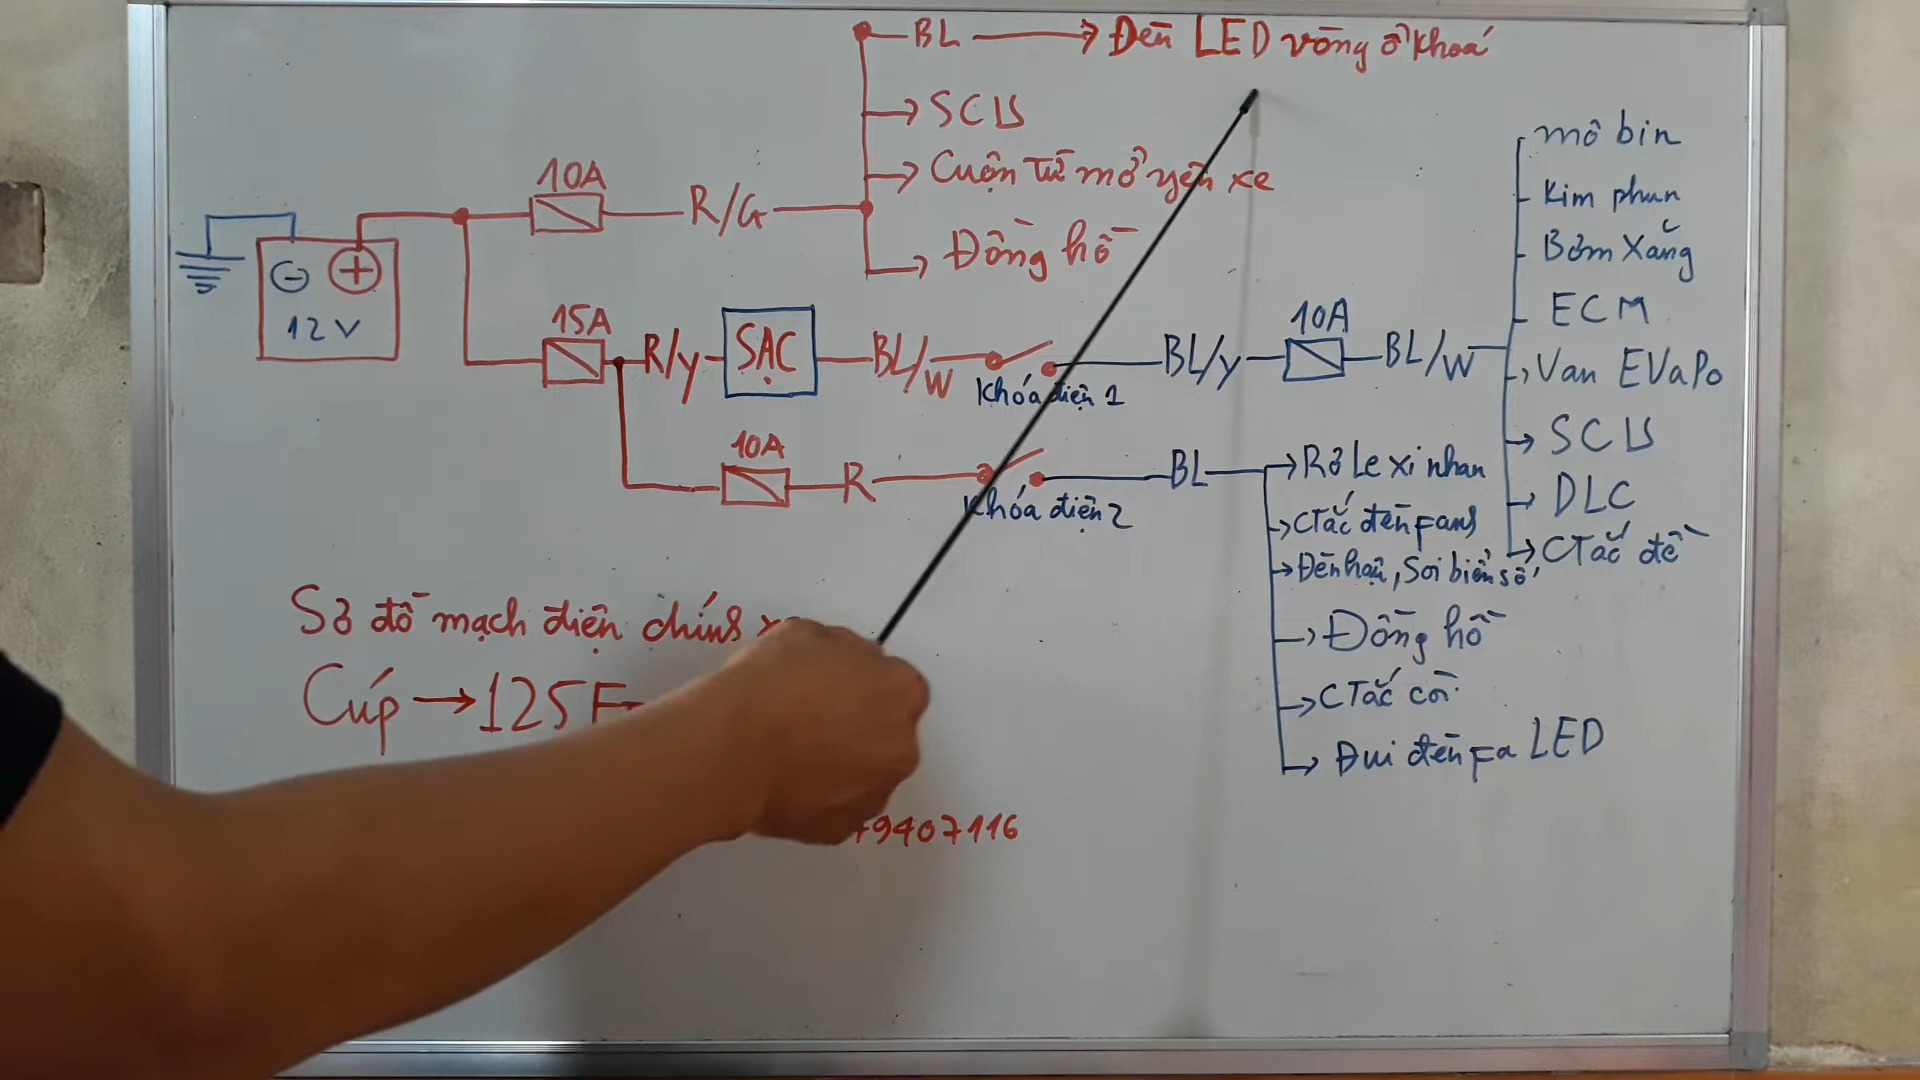 BL → Đèn LED vòng ổ khoá
SCU
Cuộn từ mở yên xe
10A
R/G
Đồng hồ
⊖ ⊕
12V
15A
R/y
SẠC
BL/W
Khóa điện 1
BL/y
10A
BL/W
mô bin
Kim phun
Bơm Xăng
ECM
Van EVaPo
SCU
DLC
CTắc đề
10A
R
Khóa điện 2
BL
Rơ Le xi nhan
CTắc đèn pans
Đèn hậu, Soi biển số
Đồng hồ
CTắc còi
Đui đèn Fa LED
Sơ đồ mạch điện chính
Cúp → 125
79407116